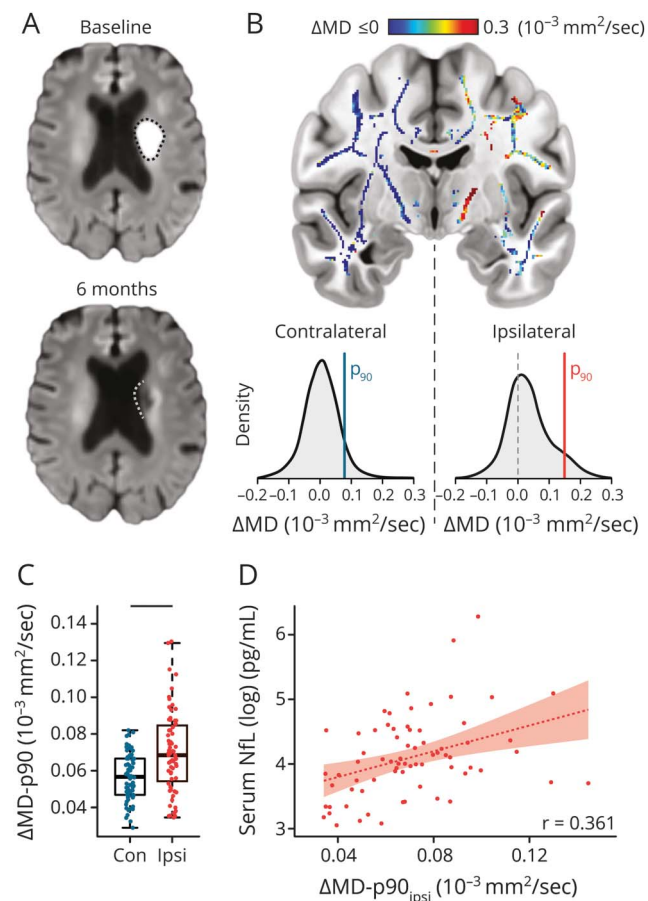 A
Baseline
6 months
B
ΔMD ≤0 0.3 (10⁻³ mm²/sec)
Contralateral Ipsilateral
p₉₀ p₉₀
Density
−0.2 0.0 0.1 0.2 0.3 −0.2 0.0 0.1 0.2 0.3
ΔMD (10⁻³ mm²/sec) ΔMD (10⁻³ mm²/sec)
C
ΔMD-p90 (10⁻³ mm²/sec)
0.14
0.12
0.10
0.08
0.06
0.04
Con Ipsi
D
Serum NfL (log) (pg/mL)
6
5
4
3
r = 0.361
0.04 0.08 0.12
ΔMD-p90ᵢₚₛᵢ (10⁻³ mm²/sec)